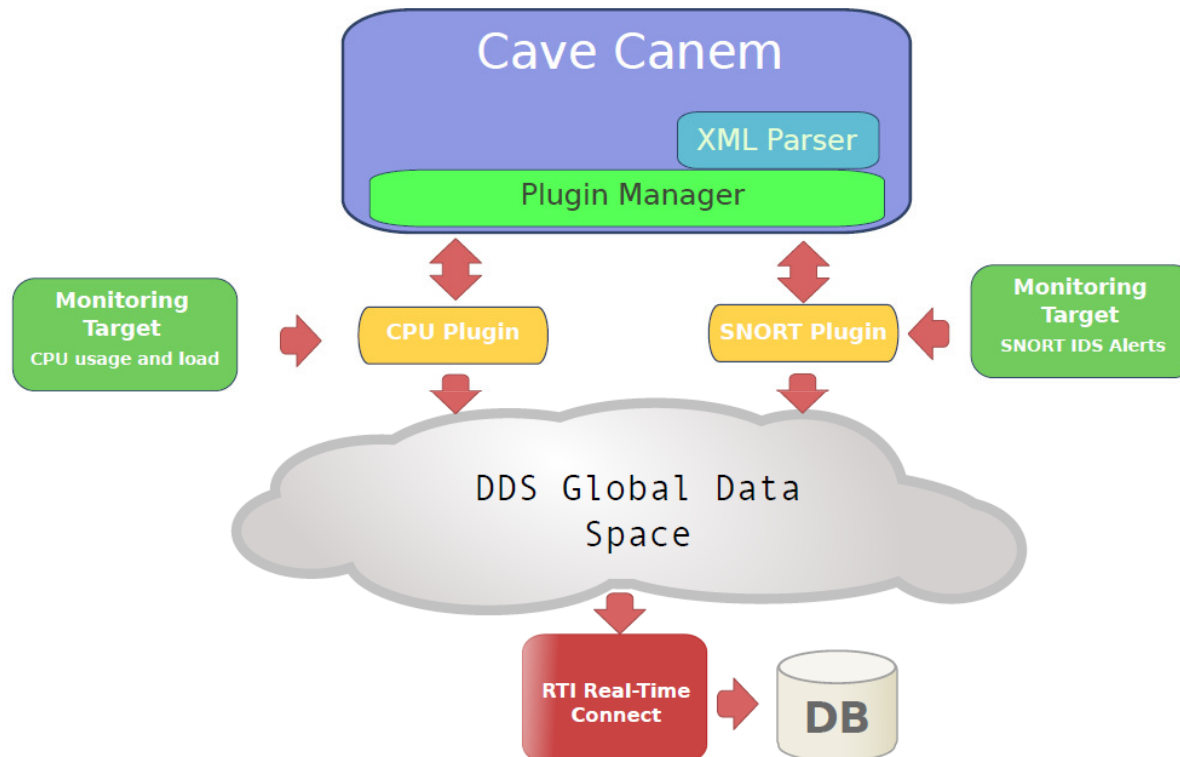 Cave Canem
XML Parser
Plugin Manager
Monitoring
Target
CPU usage and load
CPU Plugin
SNORT Plugin
Monitoring
Target
SNORT IDS Alerts
DDS Global Data
Space
RTI Real-Time
Connect
DB